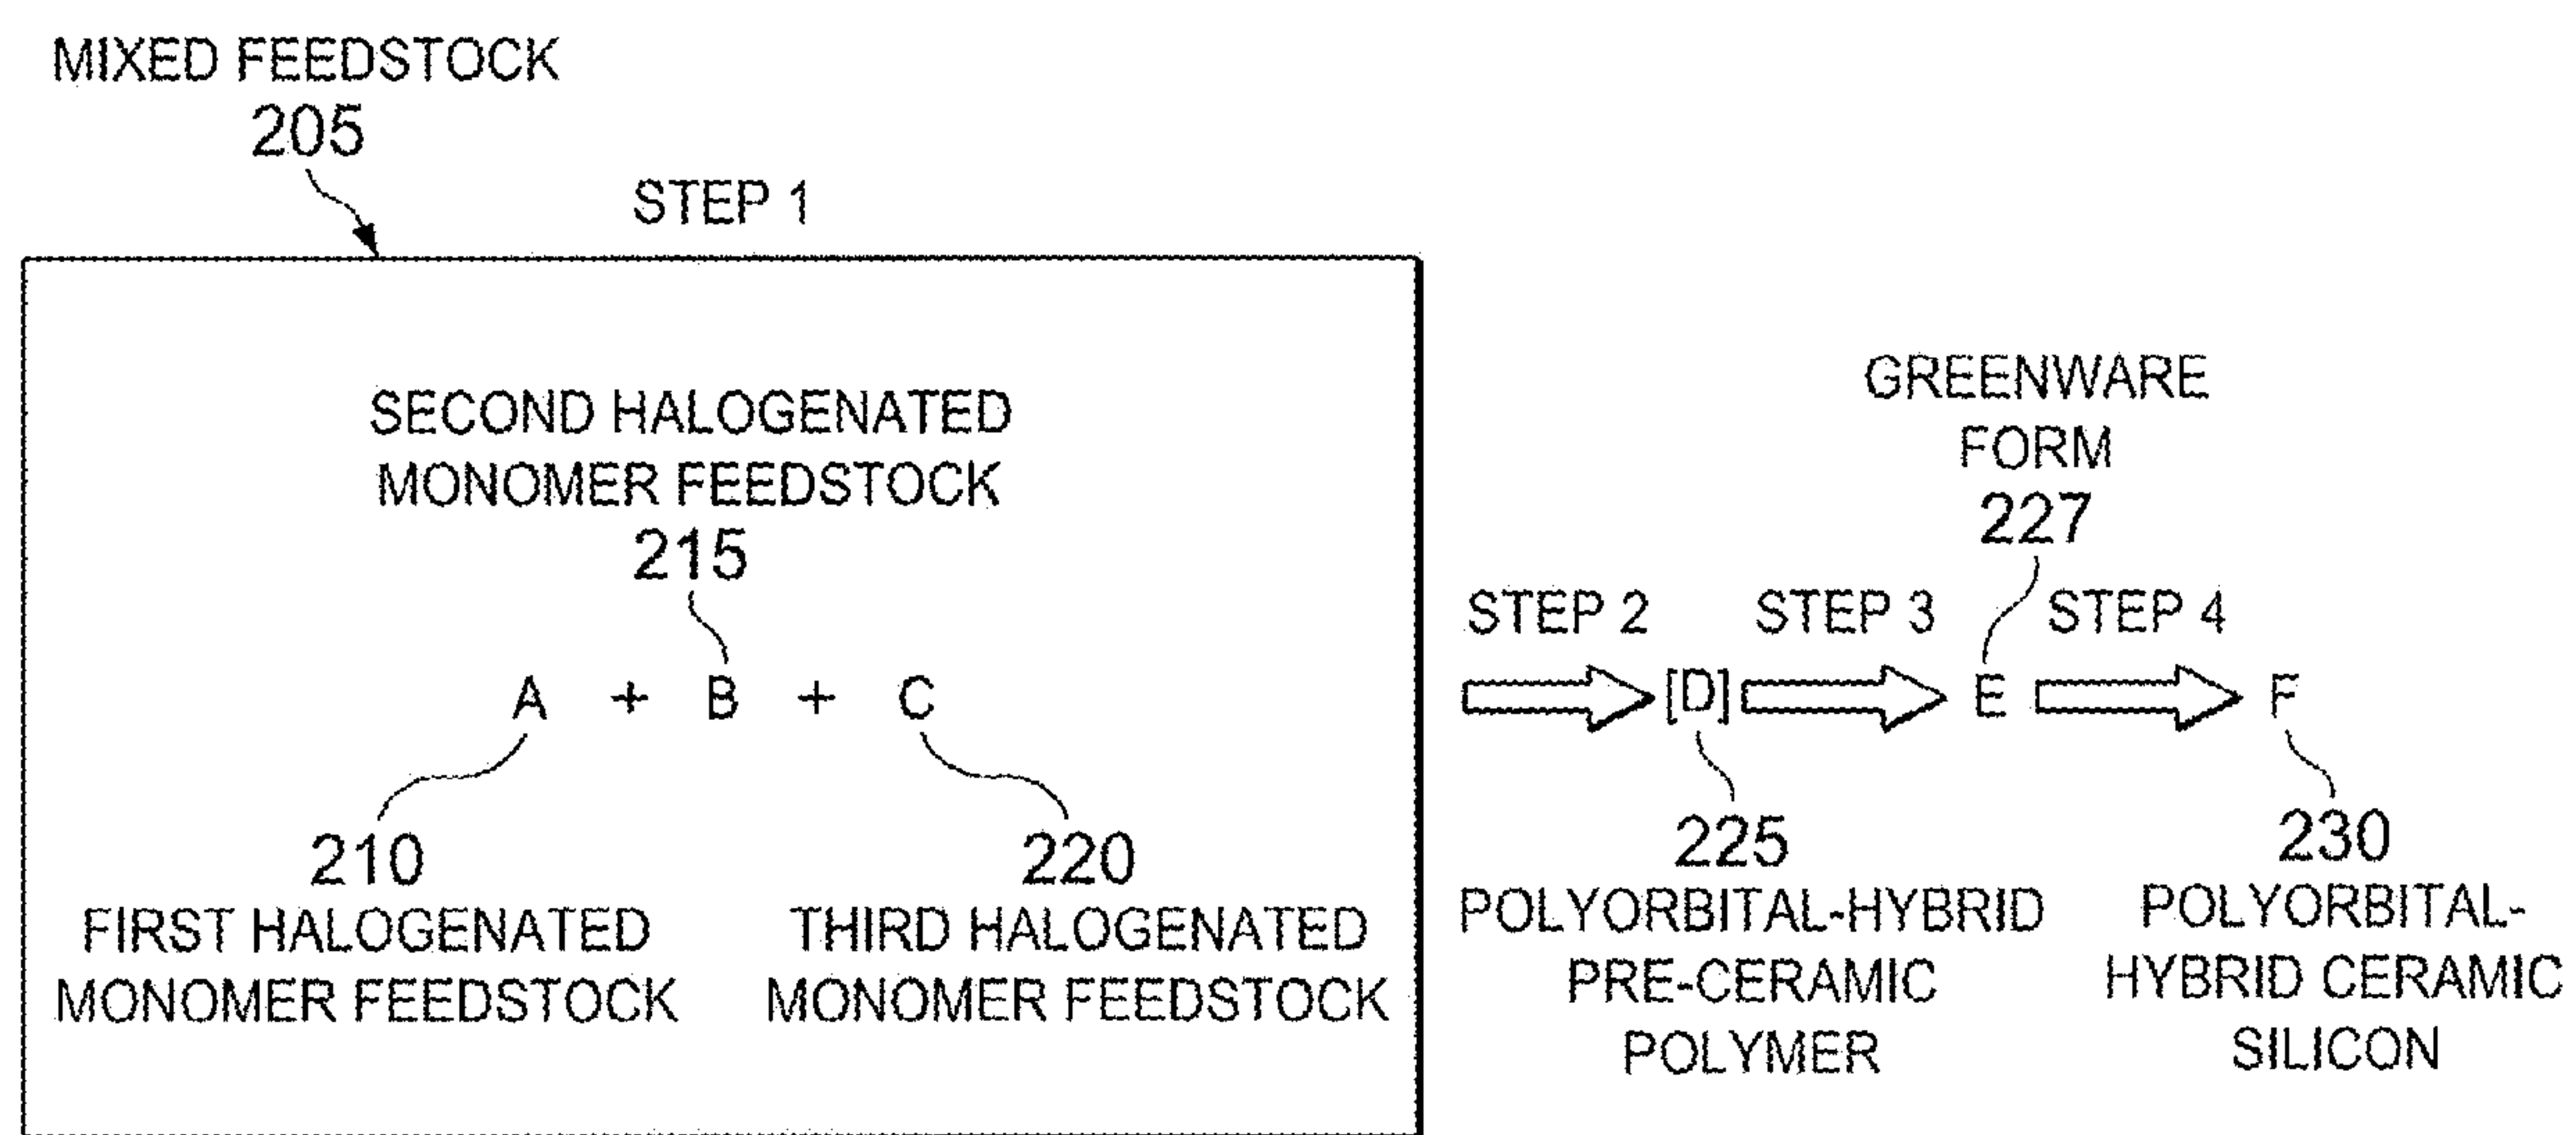 MIXED FEEDSTOCK
205
STEP 1
SECOND HALOGENATED
MONOMER FEEDSTOCK
215
A + B + C
210
FIRST HALOGENATED
MONOMER FEEDSTOCK
220
THIRD HALOGENATED
MONOMER FEEDSTOCK
GREENWARE
FORM
227
STEP 2
STEP 3
STEP 4
[D]
E
F
225
POLYORBITAL-HYBRID
PRE-CERAMIC
POLYMER
230
POLYORBITAL-
HYBRID CERAMIC
SILICON